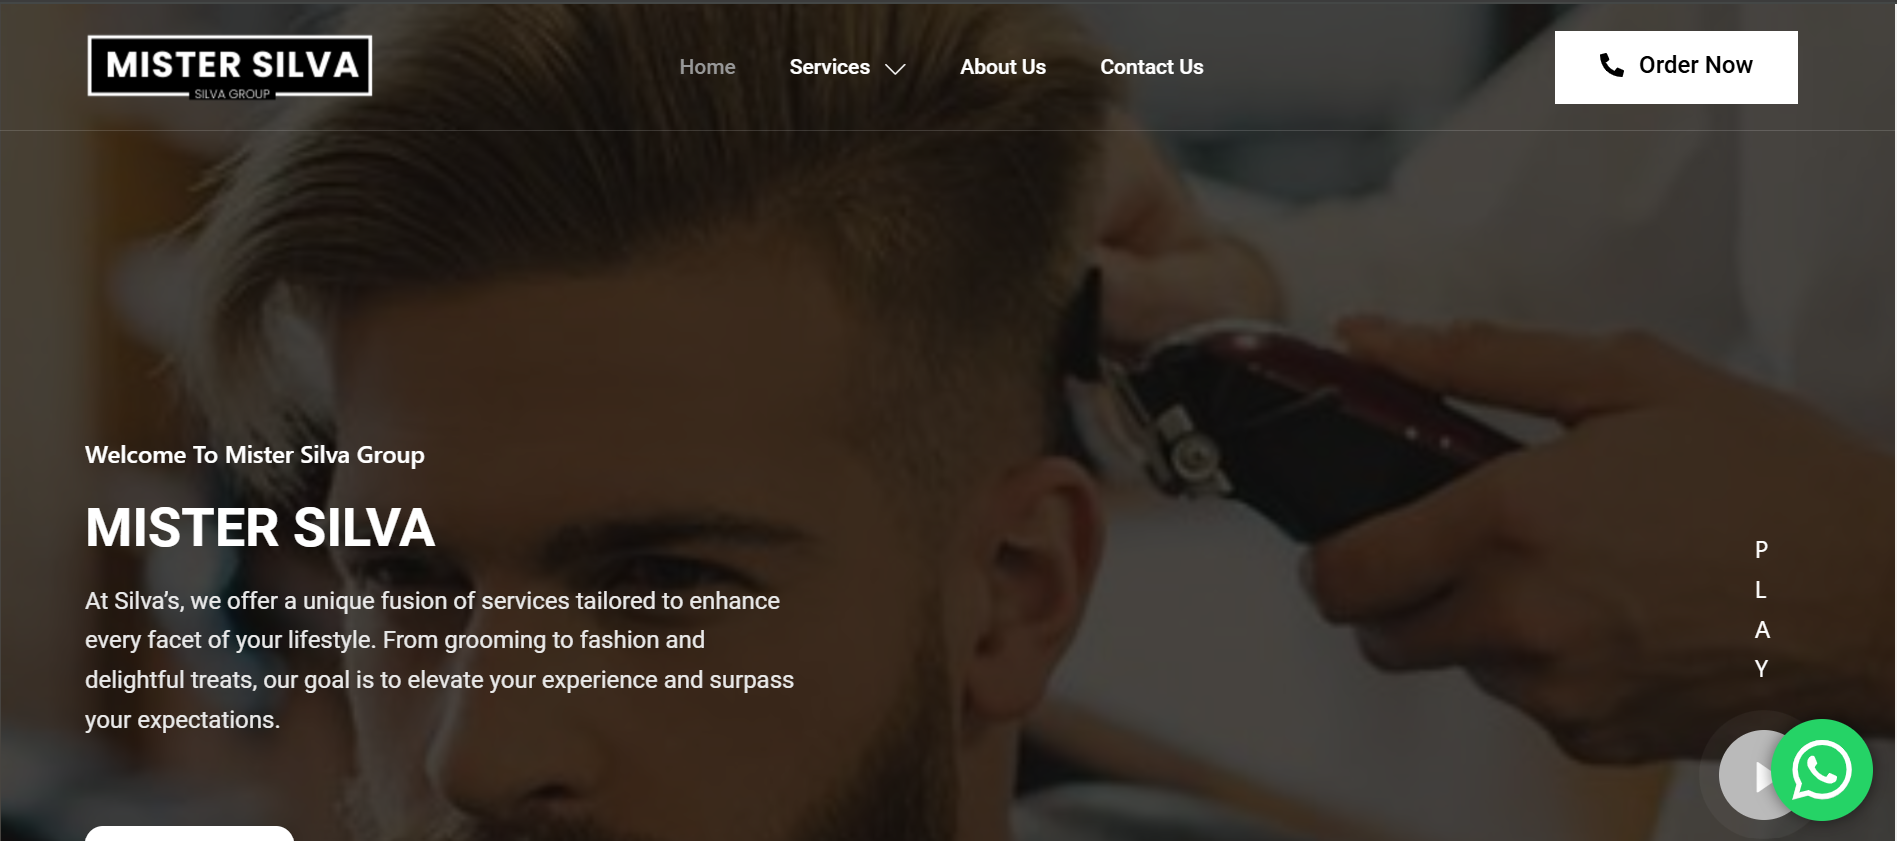 MISTER SILVA
SILVA GROUP
Home
Services
About Us
Contact Us
Order Now
Welcome To Mister Silva Group
MISTER SILVA
At Silva’s, we offer a unique fusion of services tailored to enhance
every facet of your lifestyle. From grooming to fashion and
delightful treats, our goal is to elevate your experience and surpass
your expectations.
P
L
A
Y